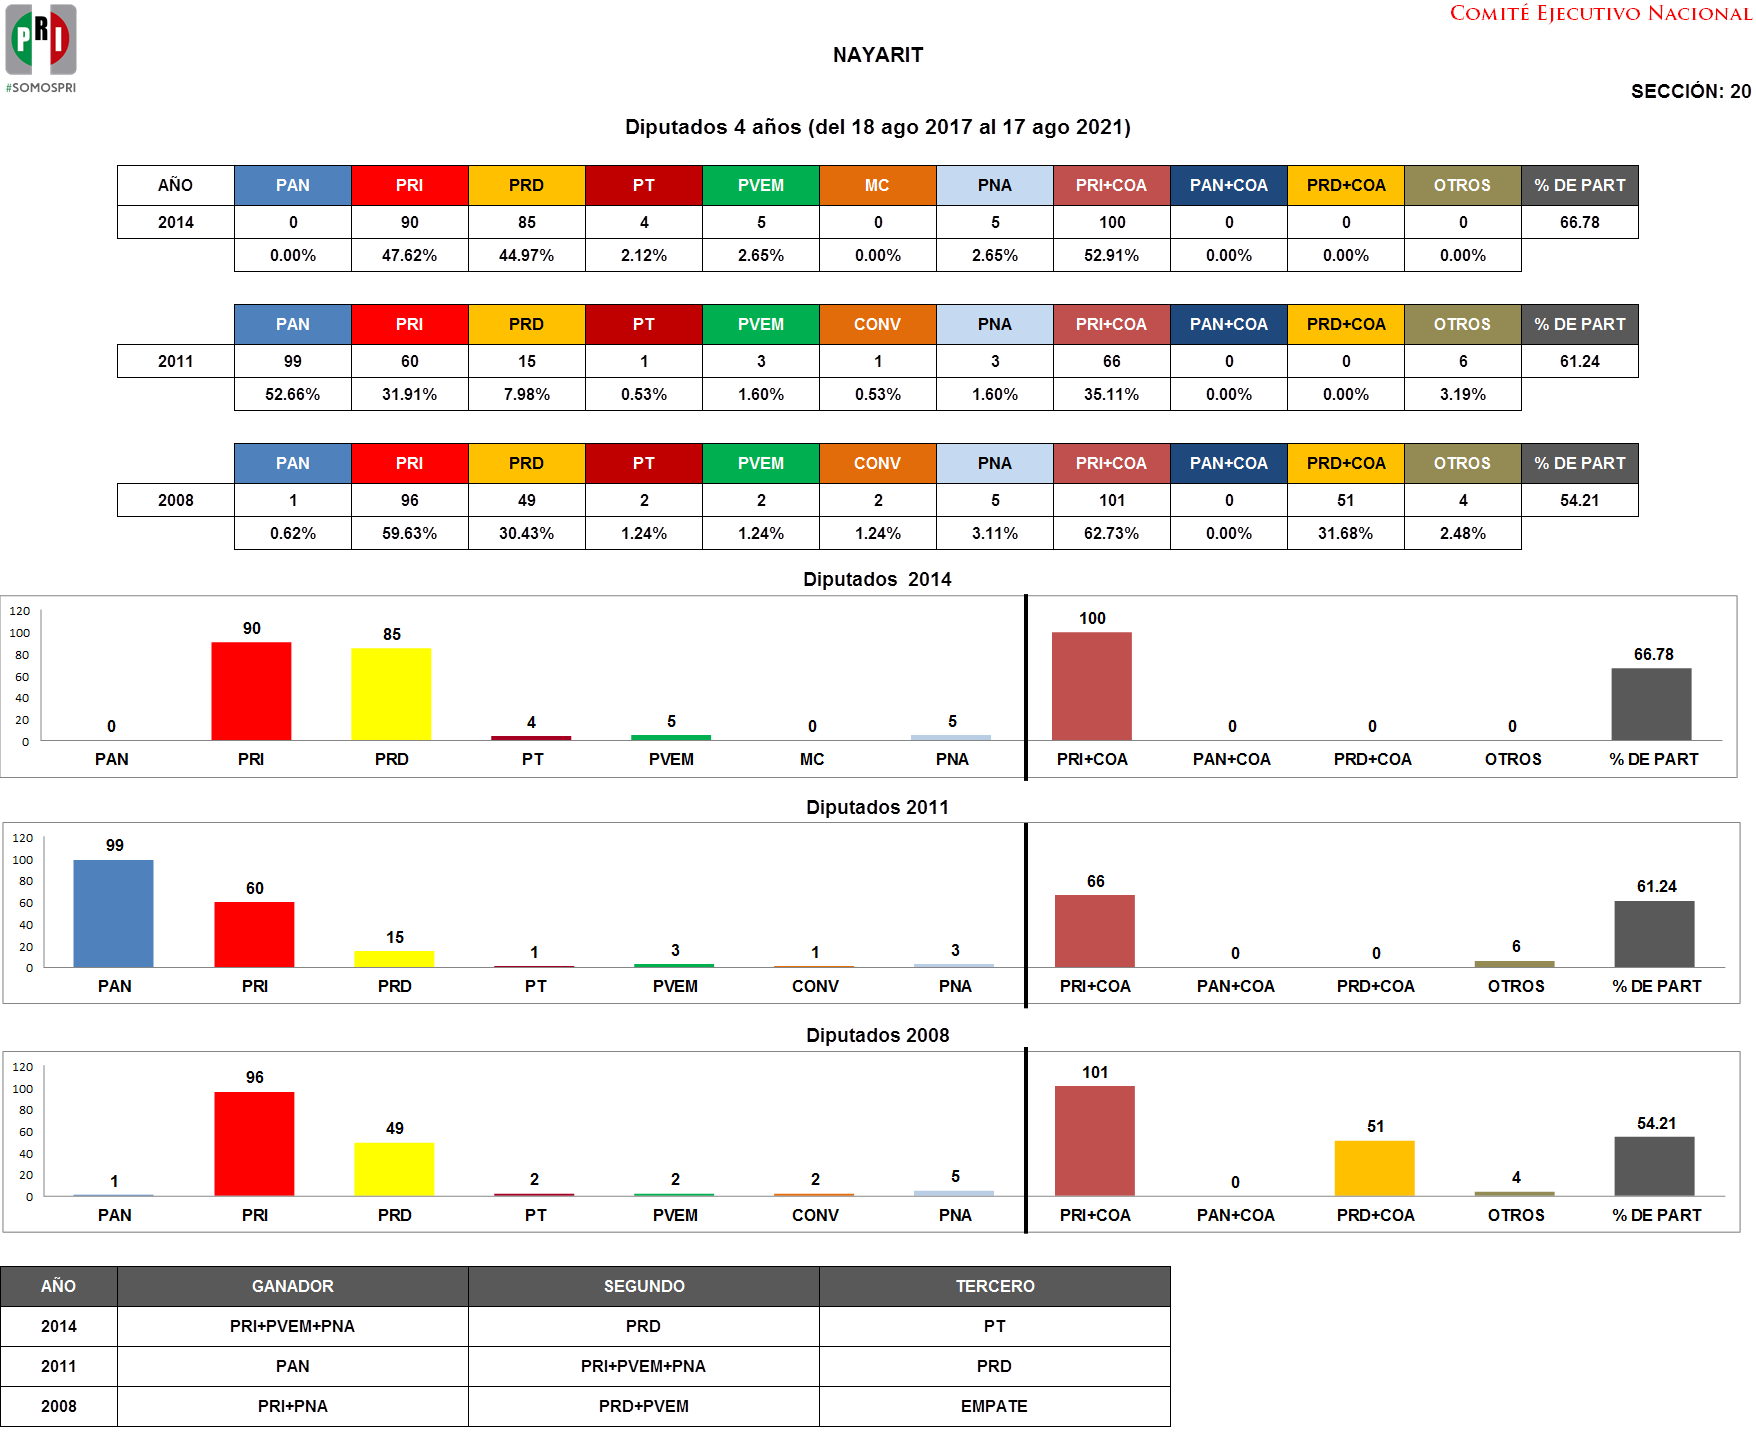 PRI
#SOMOSPRI
COMITÉ EJECUTIVO NACIONAL
NAYARIT
SECCIÓN: 20
Diputados 4 años (del 18 ago 2017 al 17 ago 2021)
AÑO PAN PRI PRD PT PVEM MC PNA PRI+COA PAN+COA PRD+COA OTROS % DE PART
2014 0 90 85 4 5 0 5 100 0 0 0 66.78
0.00% 47.62% 44.97% 2.12% 2.65% 0.00% 2.65% 52.91% 0.00% 0.00% 0.00%
PAN PRI PRD PT PVEM CONV PNA PRI+COA PAN+COA PRD+COA OTROS % DE PART
2011 99 60 15 1 3 1 3 66 0 0 6 61.24
52.66% 31.91% 7.98% 0.53% 1.60% 0.53% 1.60% 35.11% 0.00% 0.00% 3.19%
PAN PRI PRD PT PVEM CONV PNA PRI+COA PAN+COA PRD+COA OTROS % DE PART
2008 1 96 49 2 2 2 5 101 0 51 4 54.21
0.62% 59.63% 30.43% 1.24% 1.24% 1.24% 3.11% 62.73% 0.00% 31.68% 2.48%
Diputados 2014
120
100
80
60
40
20
0
0 90 85 4 5 0 5 100 0 0 0 66.78
PAN PRI PRD PT PVEM MC PNA PRI+COA PAN+COA PRD+COA OTROS % DE PART
Diputados 2011
120
100
80
60
40
20
0
99 60 15 1 3 1 3 66 0 0 6 61.24
PAN PRI PRD PT PVEM CONV PNA PRI+COA PAN+COA PRD+COA OTROS % DE PART
Diputados 2008
120
100
80
60
40
20
0
1 96 49 2 2 2 5 101 0 51 4 54.21
PAN PRI PRD PT PVEM CONV PNA PRI+COA PAN+COA PRD+COA OTROS % DE PART
AÑO GANADOR SEGUNDO TERCERO
2014 PRI+PVEM+PNA PRD PT
2011 PAN PRI+PVEM+PNA PRD
2008 PRI+PNA PRD+PVEM EMPATE